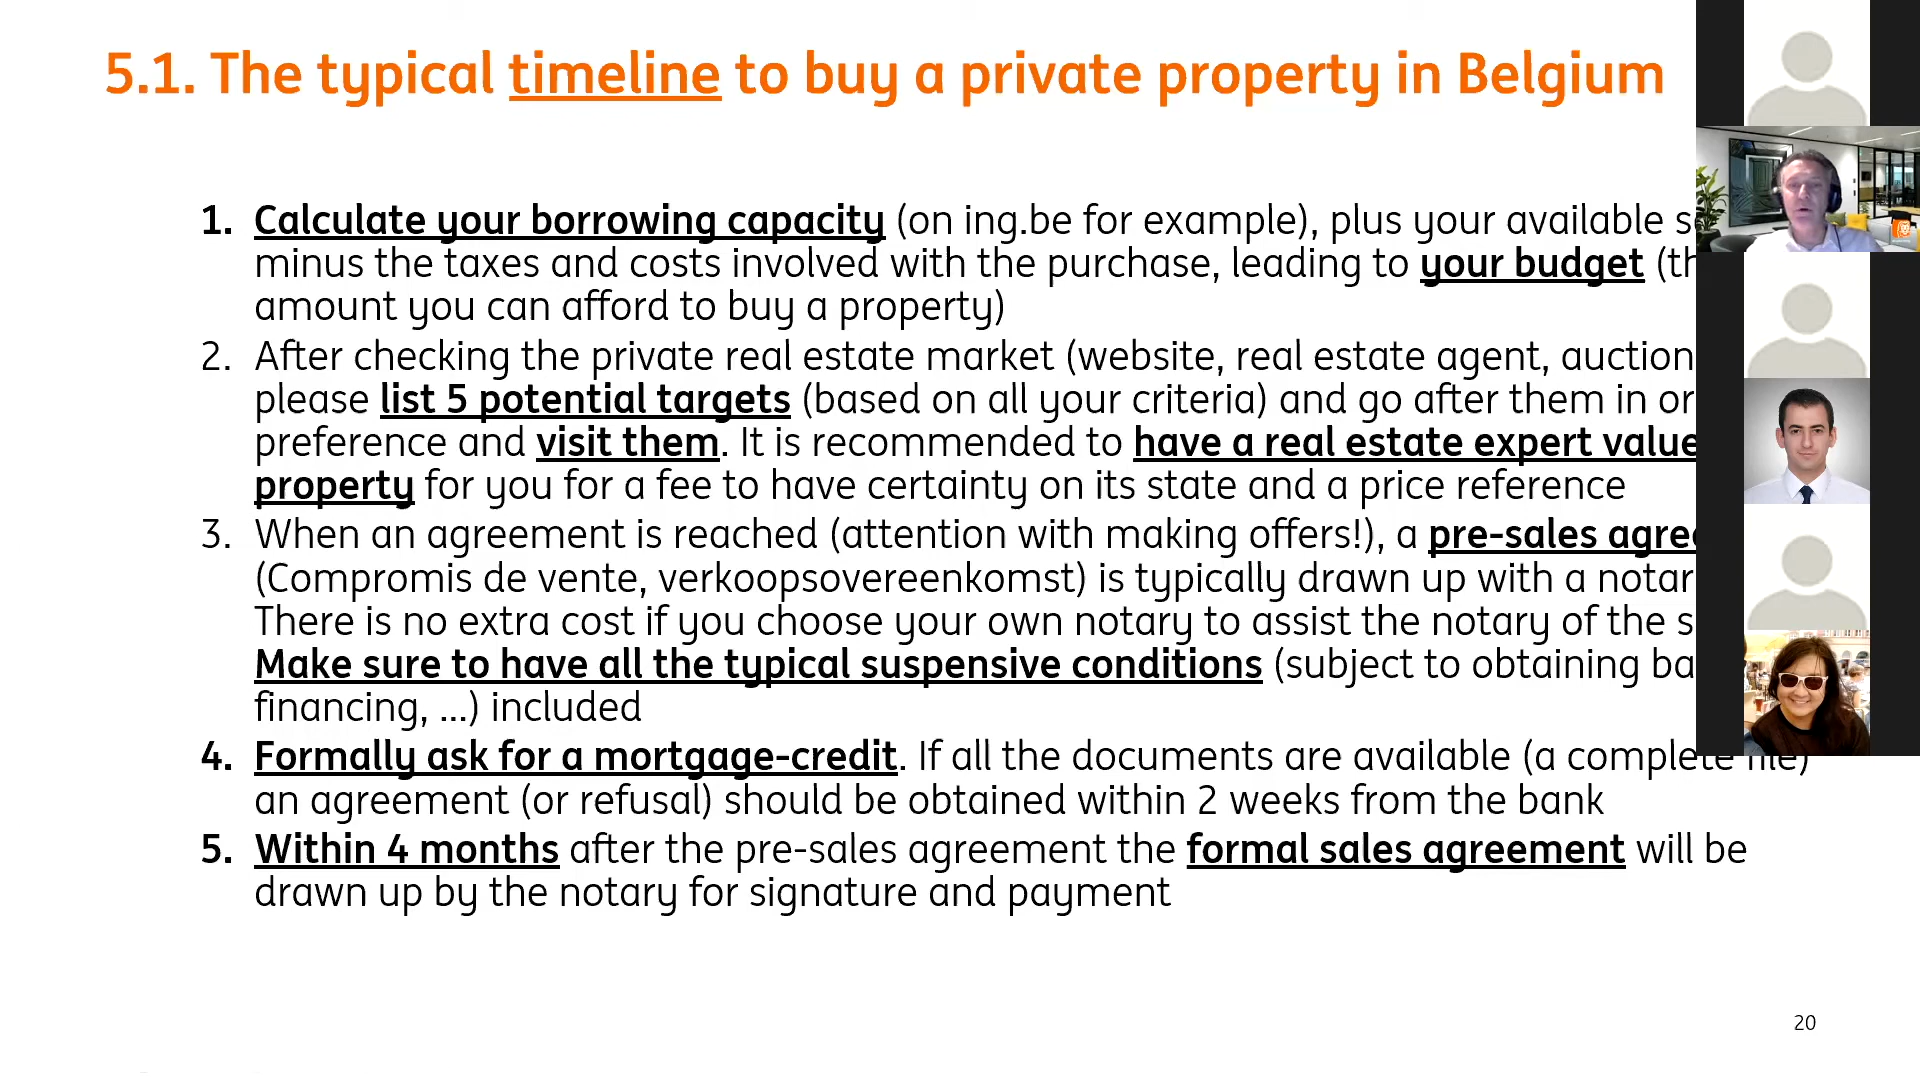 5.1. The typical timeline to buy a private property in Belgium
1. Calculate your borrowing capacity (on ing.be for example), plus your available
minus the taxes and costs involved with the purchase, leading to your budget
amount you can afford to buy a property)
2. After checking the private real estate market (website, real estate agent, auction
please list 5 potential targets (based on all your criteria) and go after them in
preference and visit them. It is recommended to have a real estate expert value
property for you for a fee to have certainty on its state and a price reference
3. When an agreement is reached (attention with making offers!), a pre-sales
(Compromis de vente, verkoopsovereenkomst) is typically drawn up with a
There is no extra cost if you choose your own notary to assist the notary of the
Make sure to have all the typical suspensive conditions (subject to obtaining
financing, ...) included
4. Formally ask for a mortgage-credit. If all the documents are available (a complete file)
an agreement (or refusal) should be obtained within 2 weeks from the bank
5. Within 4 months after the pre-sales agreement the formal sales agreement will be
drawn up by the notary for signature and payment
20